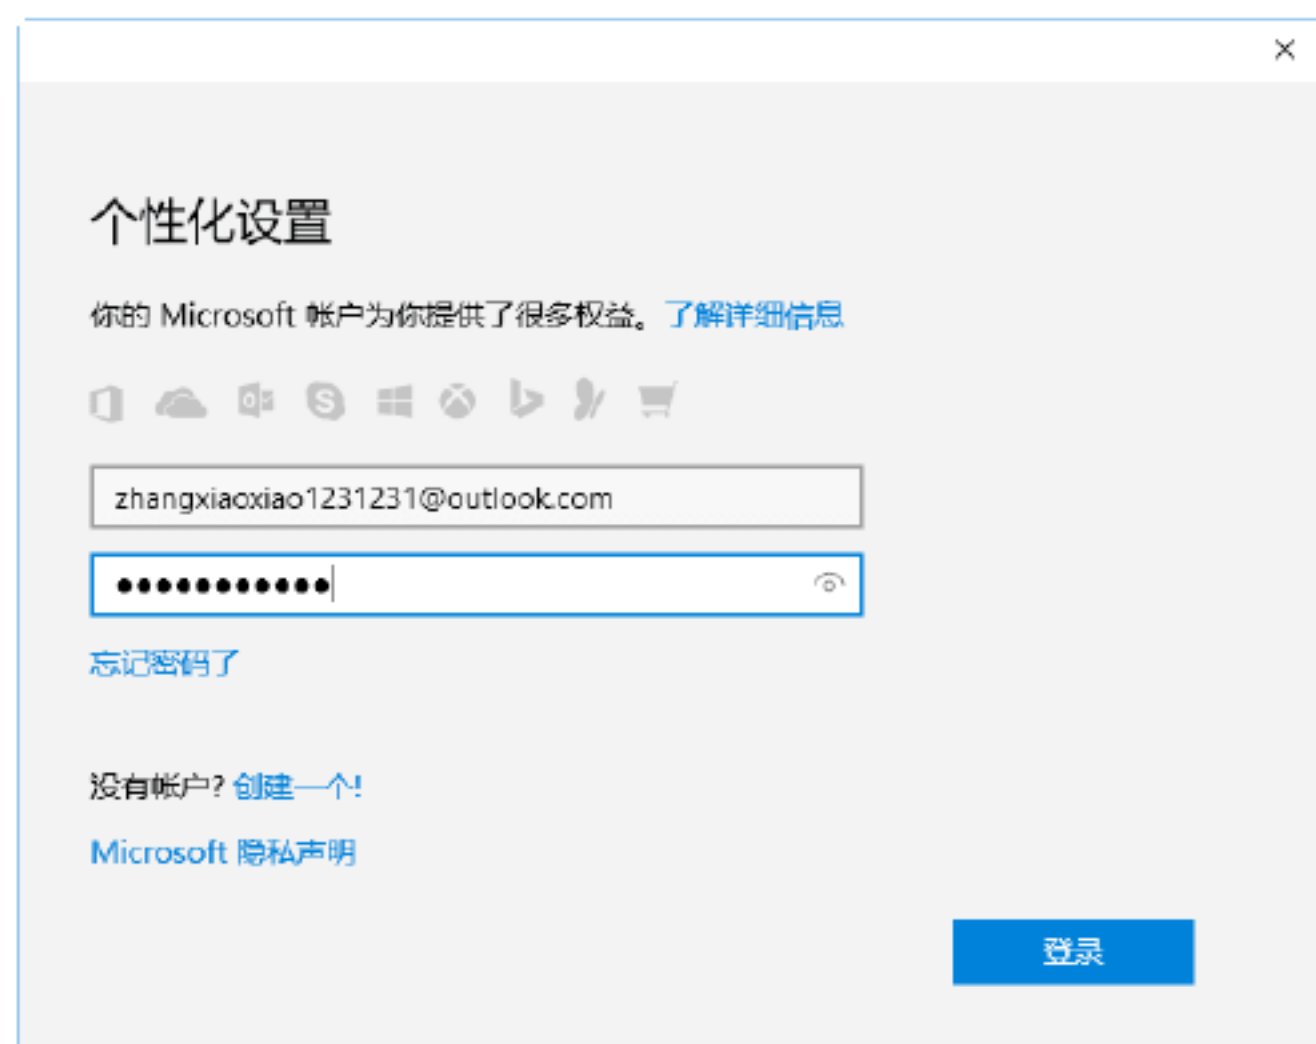 个性化设置
你的 Microsoft 帐户为你提供了很多权益。了解详细信息
zhangxiaoxiao1231231@outlook.com
●●●●●●●●●●●
忘记密码了
没有帐户? 创建一个!
Microsoft 隐私声明
登录